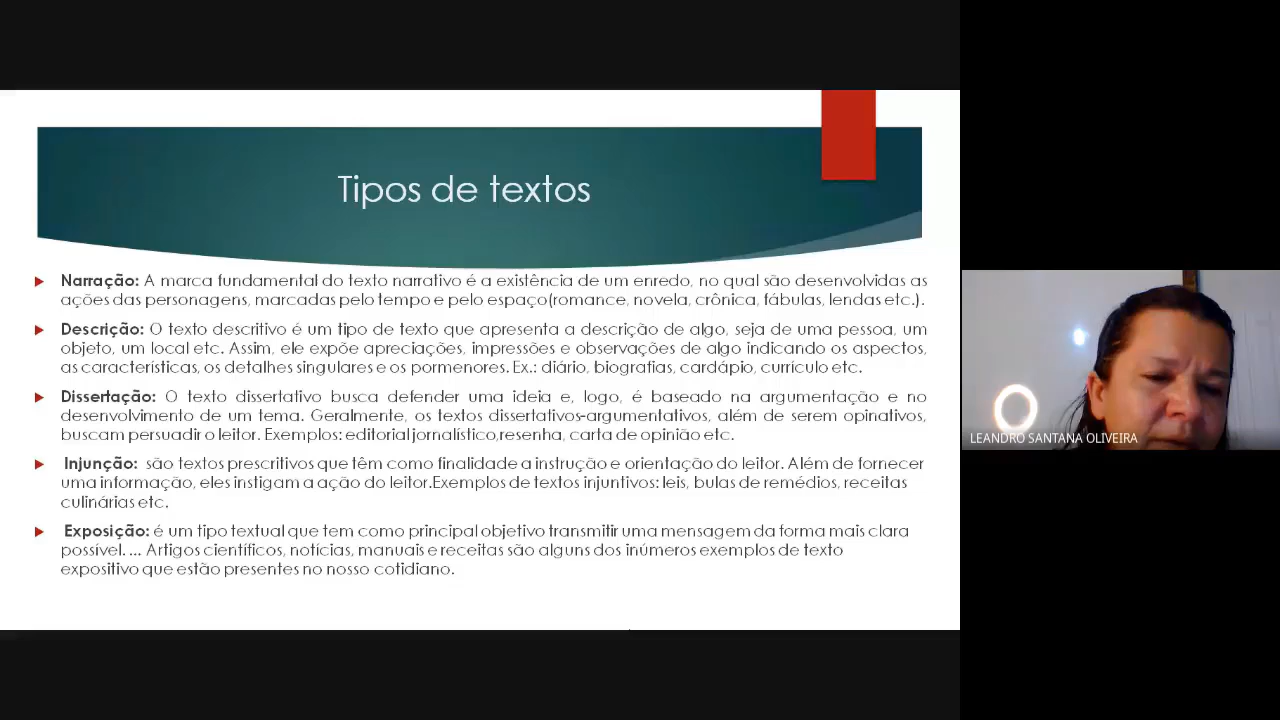 Tipos de textos
Narração: A marca fundamental do texto narrativo é a existência de um enredo, no qual são desenvolvidas as
ações das personagens, marcadas pelo tempo e pelo espaço(romance, novela, crônica, fábulas, lendas etc.).
Descrição: O texto descritivo é um tipo de texto que apresenta a descrição de algo, seja de uma pessoa, um
objeto, um local etc. Assim, ele expõe apreciações, impressões e observações de algo indicando os aspectos,
as características, os detalhes singulares e os pormenores. Ex.: diário, biografias, cardápio, currículo etc.
Dissertação: O texto dissertativo busca defender uma ideia e, logo, é baseado na argumentação e no
desenvolvimento de um tema. Geralmente, os textos dissertativos-argumentativos, além de serem opinativos,
buscam persuadir o leitor. Exemplos: editorial jornalístico,resenha, carta de opinião etc.
Injunção: são textos prescritivos que têm como finalidade a instrução e orientação do leitor. Além de fornecer
uma informação, eles instigam a ação do leitor.Exemplos de textos injuntivos: leis, bulas de remédios, receitas
culinárias etc.
Exposição: é um tipo textual que tem como principal objetivo transmitir uma mensagem da forma mais clara
possível. ... Artigos científicos, notícias, manuais e receitas são alguns dos inúmeros exemplos de texto
expositivo que estão presentes no nosso cotidiano.
LEANDRO SANTANA OLIVEIRA